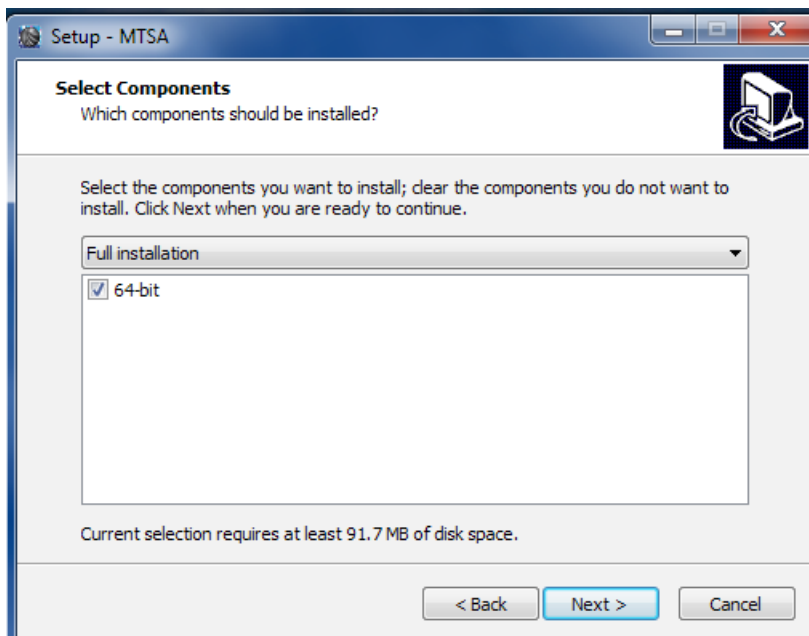 Setup - MTSA
Select Components
Which components should be installed?
Select the components you want to install; clear the components you do not want to
install. Click Next when you are ready to continue.
Full installation
64-bit
Current selection requires at least 91.7 MB of disk space.
< Back
Next >
Cancel